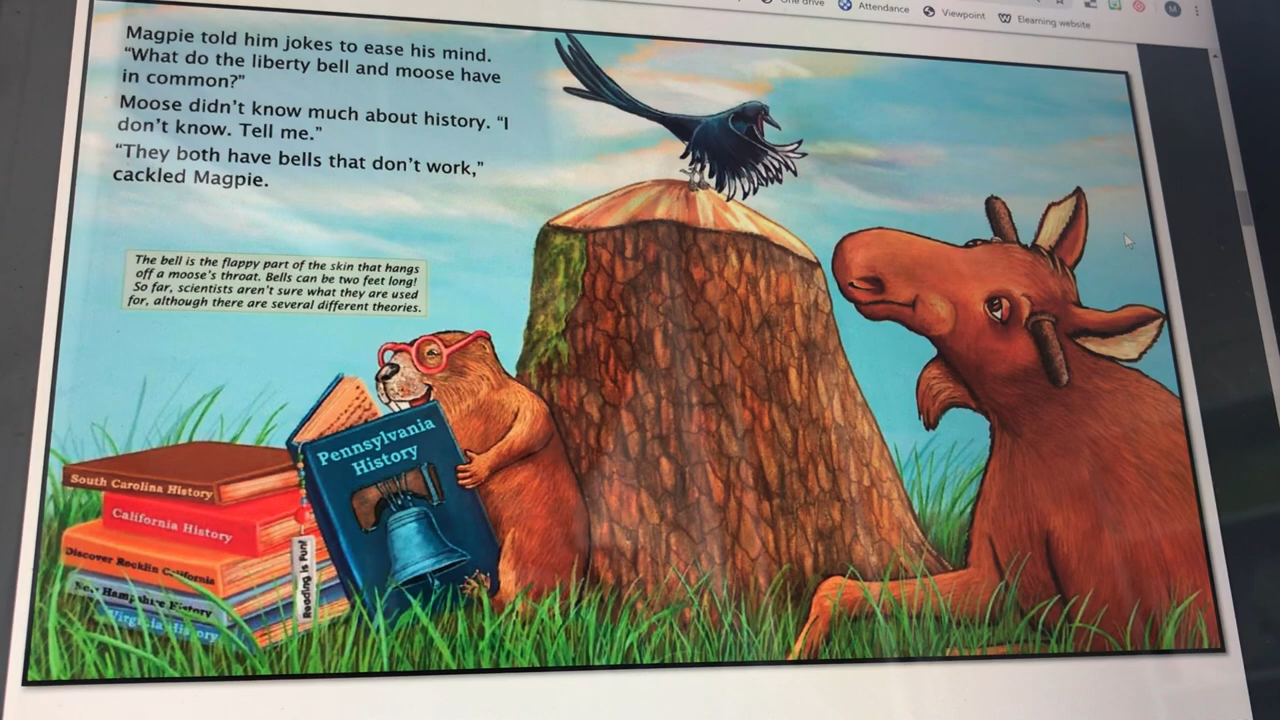 One drive
Attendance
Viewpoint
Elearning website
M
Magpie told him jokes to ease his mind.
“What do the liberty bell and moose have
in common?”
Moose didn’t know much about history. “I
don’t know. Tell me.”
“They both have bells that don’t work,”
cackled Magpie.
The bell is the flappy part of the skin that hangs
off a moose’s throat. Bells can be two feet long!
So far, scientists aren’t sure what they are used
for, although there are several different theories.
Pennsylvania
History
South Carolina History
California History
Discover Rocklin California
New Hampshire History
Virginia History
Reading is Fun!